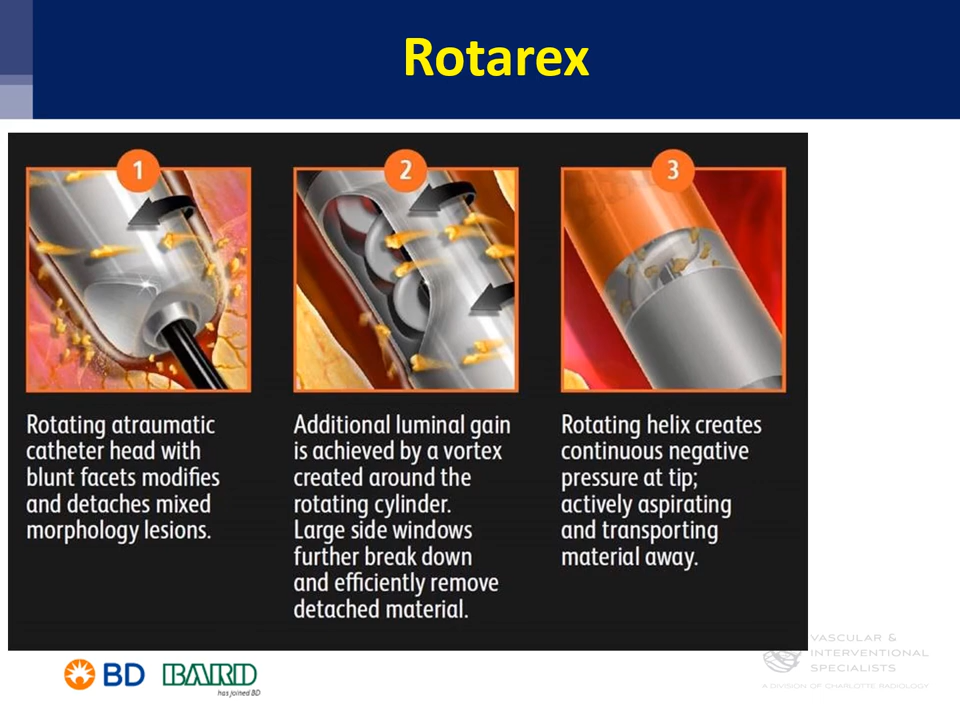 Rotarex
1
Rotating atraumatic
catheter head with
blunt facets modifies
and detaches mixed
morphology lesions.
2
Additional luminal gain
is achieved by a vortex
created around the
rotating cylinder.
Large side windows
further break down
and efficiently remove
detached material.
3
Rotating helix creates
continuous negative
pressure at tip;
actively aspirating
and transporting
material away.
BD
BARD
has joined BD
VASCULAR &
INTERVENTIONAL
SPECIALISTS
A DIVISION OF CHARLOTTE RADIOLOGY